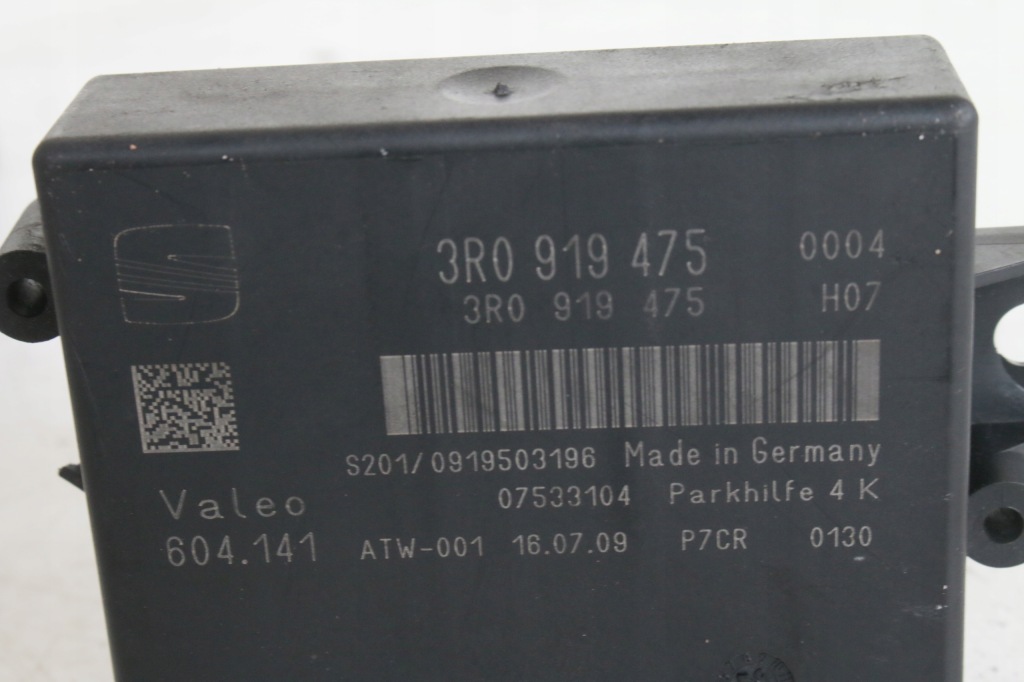 3R0 919 475 0004
3R0 919 475 H07
S201/0919503196 Made in Germany
Valeo 07533104 Parkhilfe 4 K
604.141 ATW-001 16.07.09 P7CR 0130